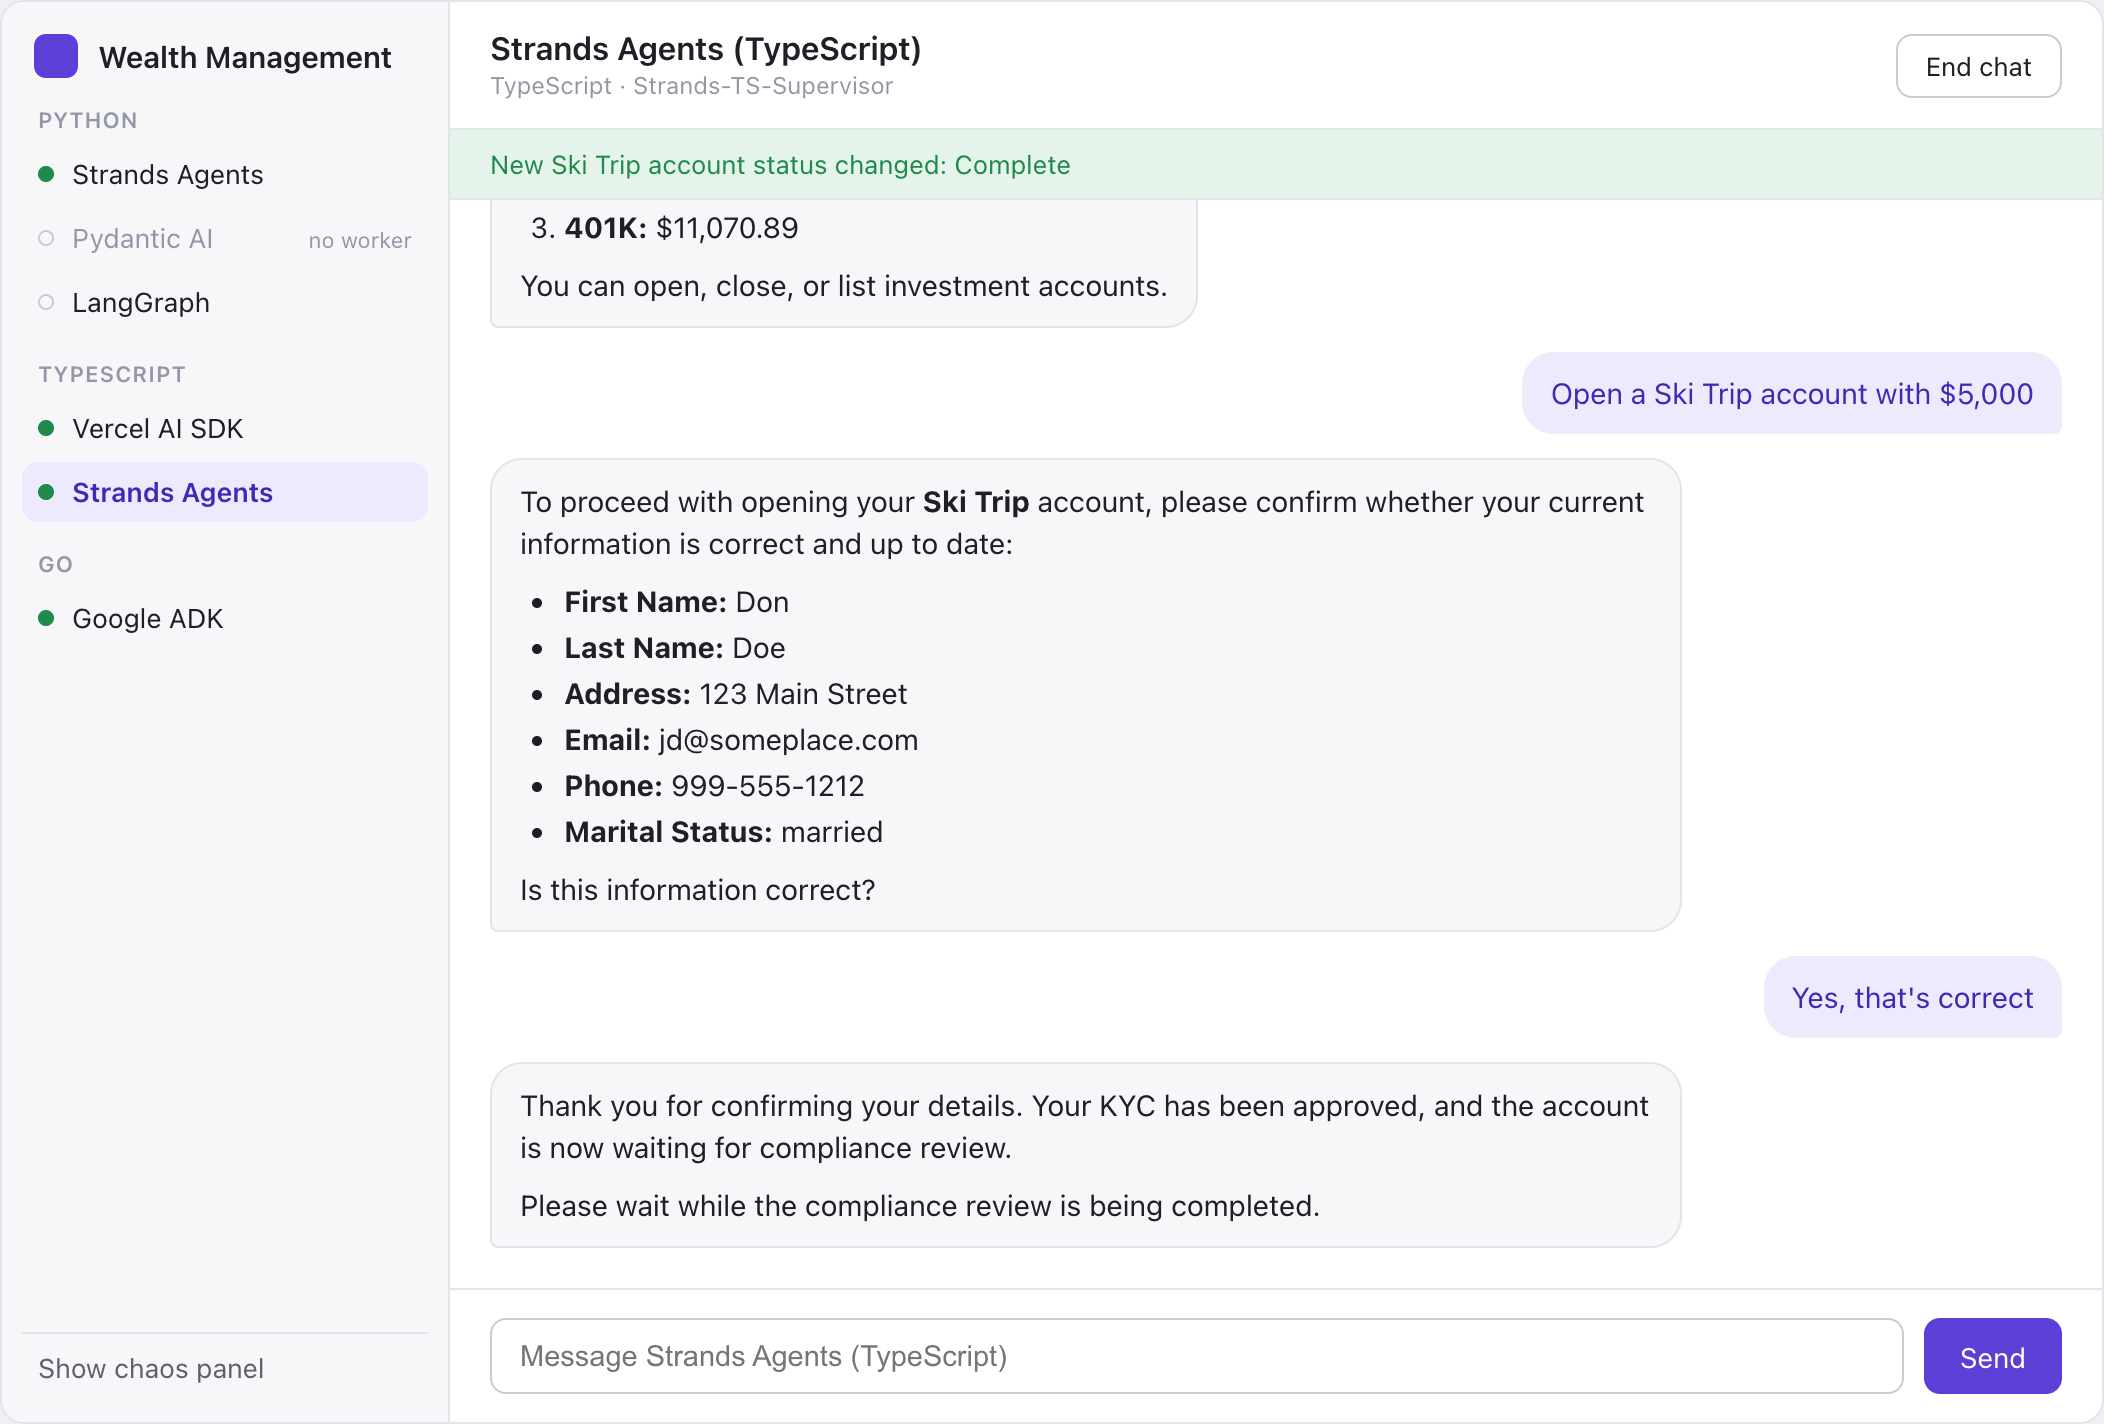 Wealth Management
PYTHON
Strands Agents
Pydantic AI no worker
LangGraph
TYPESCRIPT
Vercel AI SDK
Strands Agents
GO
Google ADK
Show chaos panel
Strands Agents (TypeScript)
TypeScript · Strands-TS-Supervisor
End chat
New Ski Trip account status changed: Complete
3. 401K: $11,070.89
You can open, close, or list investment accounts.
Open a Ski Trip account with $5,000
To proceed with opening your Ski Trip account, please confirm whether your current
information is correct and up to date:
• First Name: Don
• Last Name: Doe
• Address: 123 Main Street
• Email: jd@someplace.com
• Phone: 999-555-1212
• Marital Status: married
Is this information correct?
Yes, that's correct
Thank you for confirming your details. Your KYC has been approved, and the account
is now waiting for compliance review.
Please wait while the compliance review is being completed.
Message Strands Agents (TypeScript)
Send